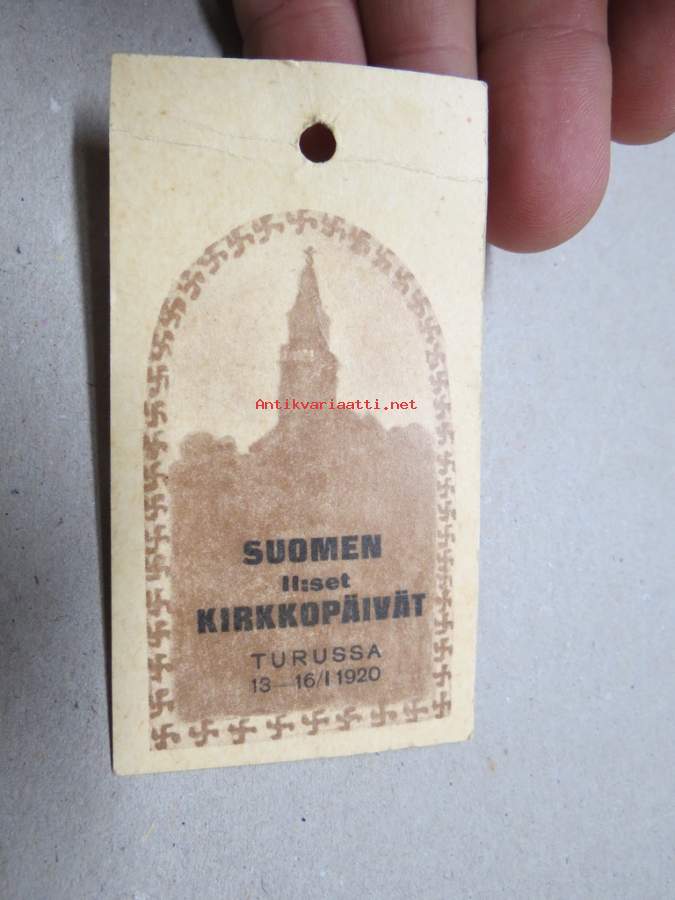 Antikvariaatti.net
SUOMEN
II:set
KIRKKOPÄIVÄT
TURUSSA
13—16/I 1920